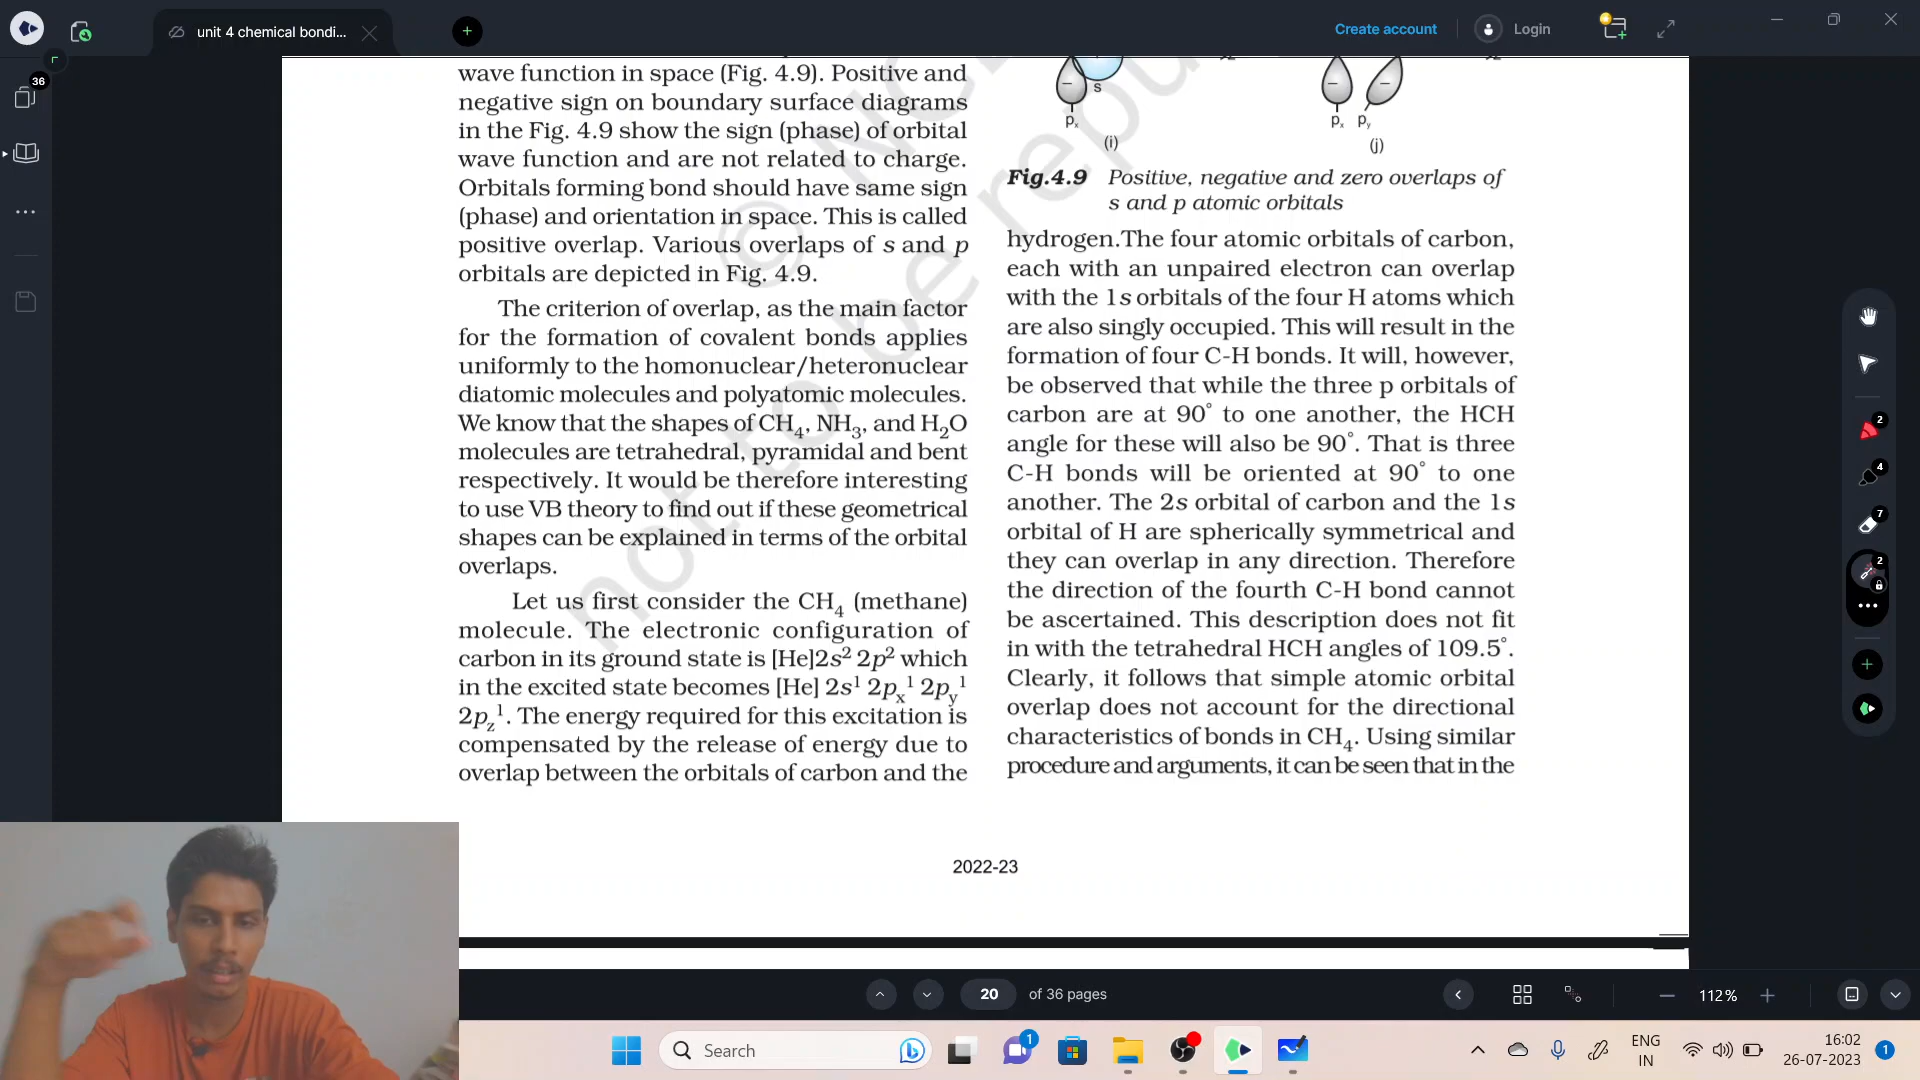 unit 4 chemical bondi...
Create account
Login
36
wave function in space (Fig. 4.9). Positive and
negative sign on boundary surface diagrams
in the Fig. 4.9 show the sign (phase) of orbital
wave function and are not related to charge.
Orbitals forming bond should have same sign
(phase) and orientation in space. This is called
positive overlap. Various overlaps of s and p
orbitals are depicted in Fig. 4.9.
The criterion of overlap, as the main factor
for the formation of covalent bonds applies
uniformly to the homonuclear/heteronuclear
diatomic molecules and polyatomic molecules.
We know that the shapes of CH₄, NH₃, and H₂O
molecules are tetrahedral, pyramidal and bent
respectively. It would be therefore interesting
to use VB theory to find out if these geometrical
shapes can be explained in terms of the orbital
overlaps.
Let us first consider the CH₄ (methane)
molecule. The electronic configuration of
carbon in its ground state is [He]2s² 2p² which
in the excited state becomes [He] 2s¹ 2pₓ¹ 2p_y¹
2p_z¹. The energy required for this excitation is
compensated by the release of energy due to
overlap between the orbitals of carbon and the
− s
pₓ
(i)
− −
pₓ p_y
(j)
Fig.4.9 Positive, negative and zero overlaps of
s and p atomic orbitals
hydrogen.The four atomic orbitals of carbon,
each with an unpaired electron can overlap
with the 1s orbitals of the four H atoms which
are also singly occupied. This will result in the
formation of four C-H bonds. It will, however,
be observed that while the three p orbitals of
carbon are at 90° to one another, the HCH
angle for these will also be 90°. That is three
C-H bonds will be oriented at 90° to one
another. The 2s orbital of carbon and the 1s
orbital of H are spherically symmetrical and
they can overlap in any direction. Therefore
the direction of the fourth C-H bond cannot
be ascertained. This description does not fit
in with the tetrahedral HCH angles of 109.5°.
Clearly, it follows that simple atomic orbital
overlap does not account for the directional
characteristics of bonds in CH₄. Using similar
procedure and arguments, it can be seen that in the
not to be repu
2022-23
2
4
7
2
20 of 36 pages
112%
Search
1
ENG
IN
16:02
26-07-2023
1